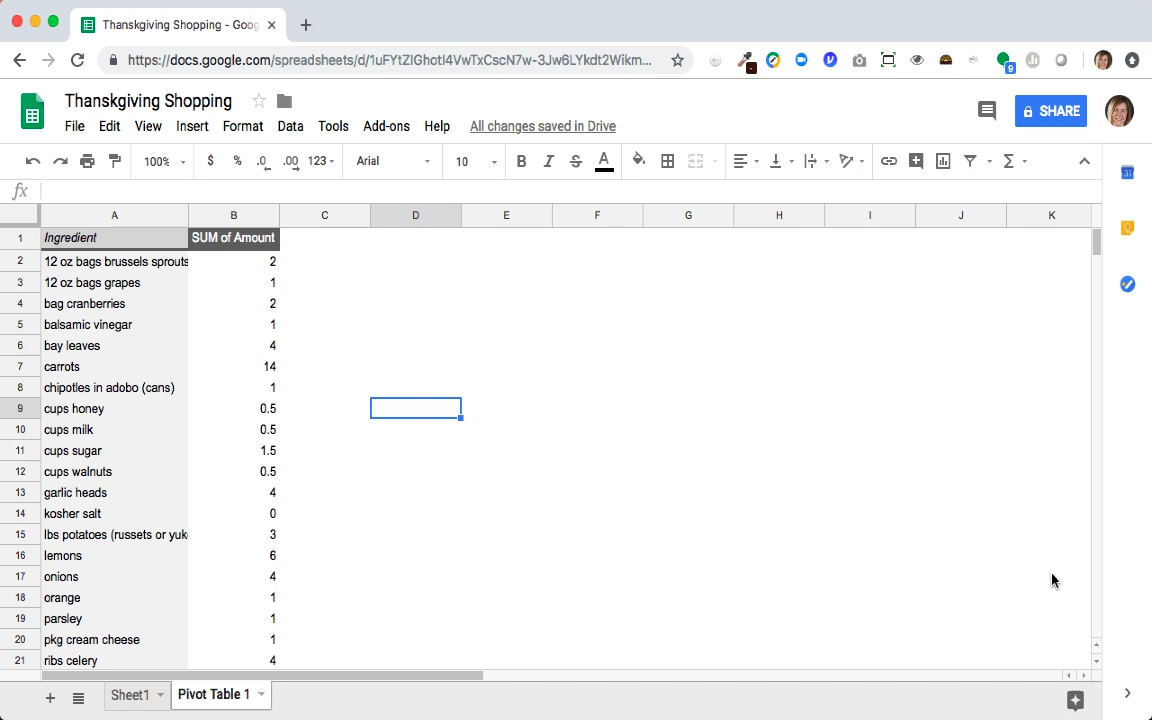 Thanskgiving Shopping - Goog
https://docs.google.com/spreadsheets/d/1uFYtZIGhotI4VwTxCscN7w-3Jw6LYkdt2Wikm...
9
Thanskgiving Shopping
File Edit View Insert Format Data Tools Add-ons Help All changes saved in Drive
SHARE
100% $ % .0 .00 123 Arial 10 B I S A Σ
31
fx
A B C D E F G H I J K
1 Ingredient SUM of Amount
2 12 oz bags brussels sprouts 2
3 12 oz bags grapes 1
4 bag cranberries 2
5 balsamic vinegar 1
6 bay leaves 4
7 carrots 14
8 chipotles in adobo (cans) 1
9 cups honey 0.5
10 cups milk 0.5
11 cups sugar 1.5
12 cups walnuts 0.5
13 garlic heads 4
14 kosher salt 0
15 lbs potatoes (russets or yuk 3
16 lemons 6
17 onions 4
18 orange 1
19 parsley 1
20 pkg cream cheese 1
21 ribs celery 4
Sheet1 Pivot Table 1